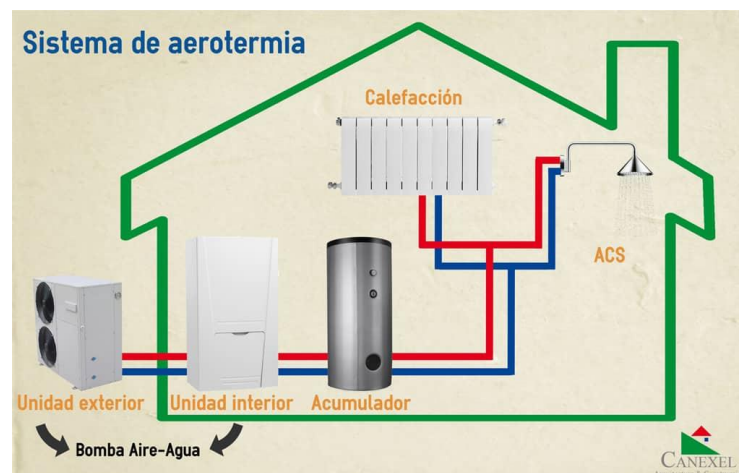 Sistema de aerotermia
Calefacción
ACS
Unidad exterior
Unidad interior
Acumulador
Bomba Aire-Agua
CANEXEL